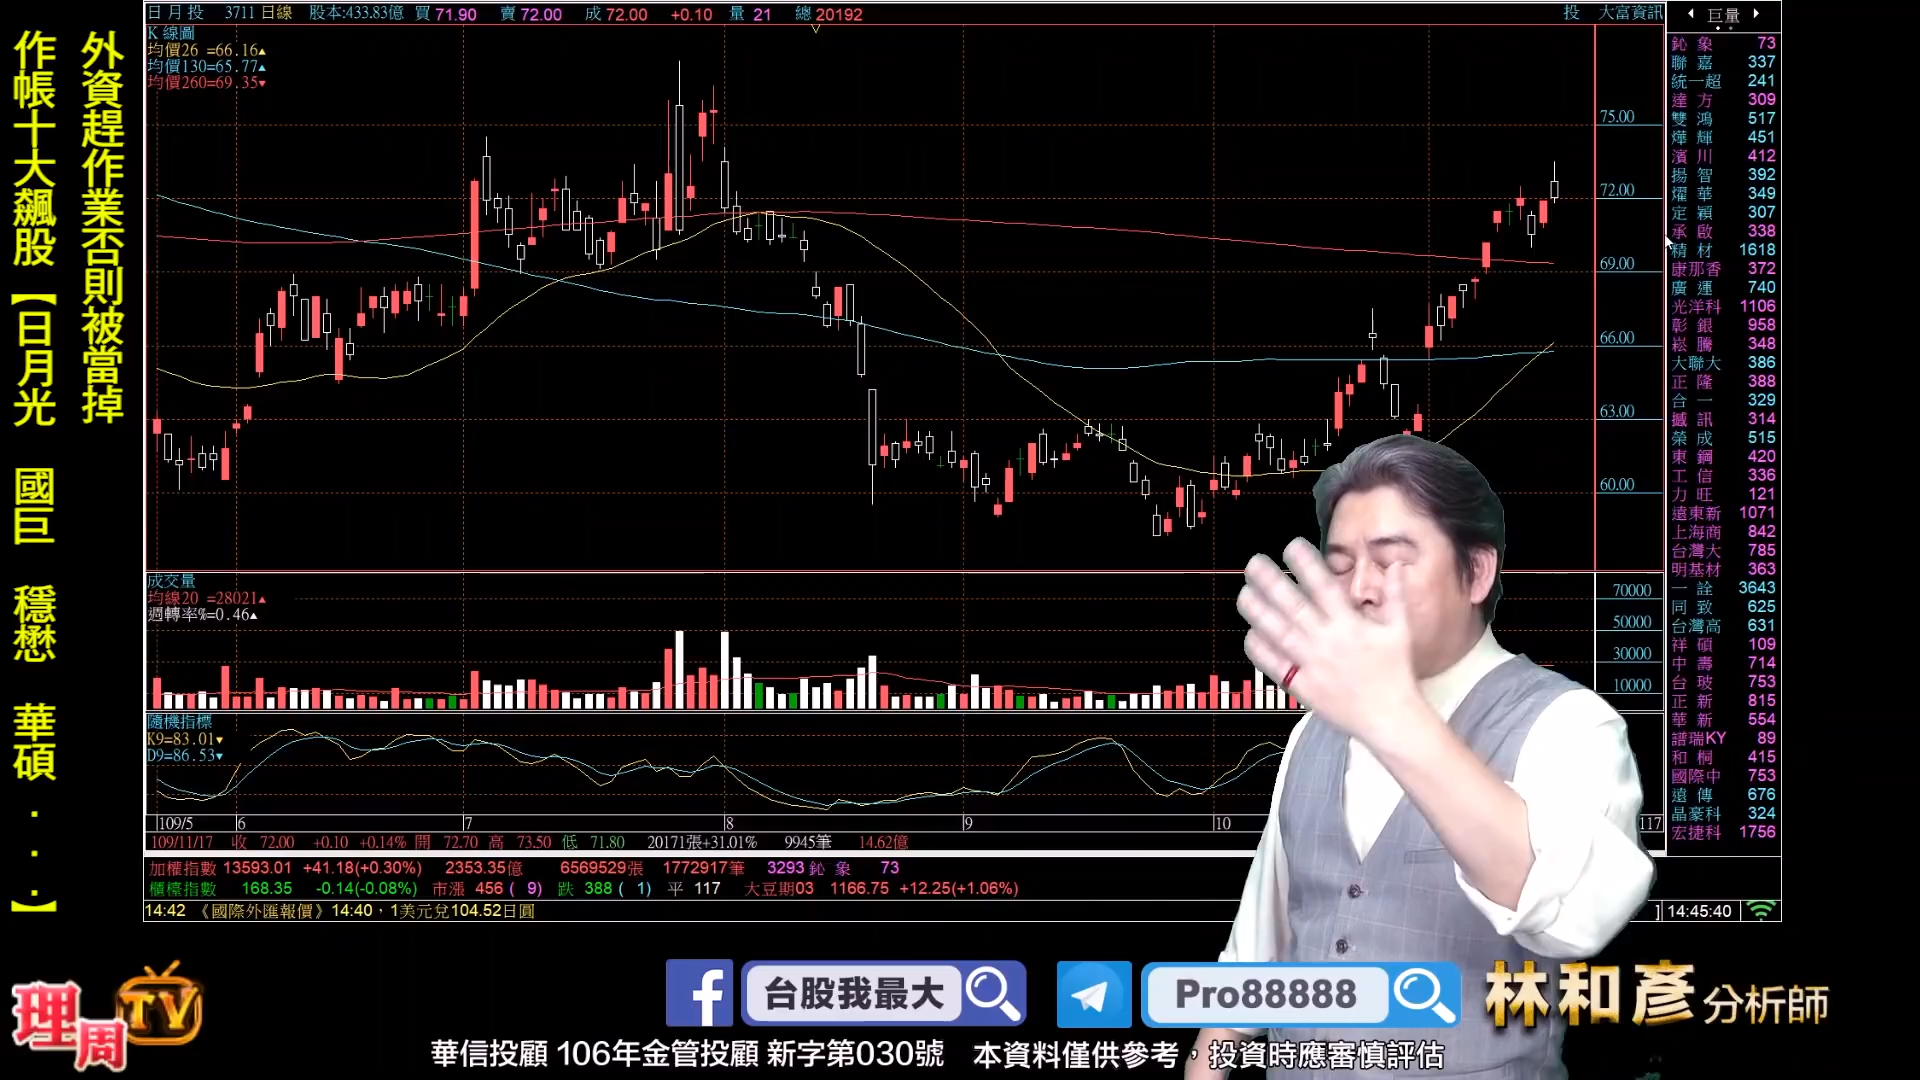 外資趕作業否則被當掉
作帳十大飆股【日月光 國巨 穩懋 華碩...】
日月投 3711 日線 股本:433.83億 買 71.90 賣 72.00 成 72.00 +0.10 量 21 總 20192 投 大富資訊
K 線圖
均價26 =66.16▴
均價130=65.77▴
均價260=69.35▾
75.00
72.00
69.00
66.00
63.00
60.00
成交量
均線20 =28021▴
週轉率%=0.46▴
70000
50000
30000
10000
隨機指標
K9=83.01▾
D9=86.53▾
109/5 6 7 8 9 10 117
109/11/17 收 72.00 +0.10 +0.14% 開 72.70 高 73.50 低 71.80 20171張+31.01% 9945筆 14.62億
加權指數 13593.01 +41.18(+0.30%) 2353.35億 6569529張 1772917筆 3293 鈊象 73
櫃檯指數 168.35 -0.14(-0.08%) 市漲 456 ( 9) 跌 388 ( 1) 平 117 大豆期03 1166.75 +12.25(+1.06%)
14:42 《國際外匯報價》14:40，1美元兌104.52日圓
] 14:45:40
巨量
鈊象 73
聯嘉 337
統一超 241
達方 309
雙鴻 517
燁輝 451
濱川 412
揚智 392
燿華 349
定穎 307
承啟 338
精材 1618
康那香 372
廣運 740
光洋科 1106
彰銀 958
崧騰 348
大聯大 386
正隆 388
合一 329
撼訊 314
榮成 515
東鋼 420
工信 336
力旺 121
遠東新 1071
上海商 842
台灣大 785
明基材 363
一詮 3643
同致 625
台灣高 631
祥碩 109
中壽 714
台玻 753
正新 815
華新 554
譜瑞KY 89
和桐 415
國際中 753
遠傳 676
晶豪科 324
宏捷科 1756
理周TV
f 台股我最大
Pro88888
林和彥分析師
華信投顧 106年金管投顧 新字第030號 本資料僅供參考，投資時應審慎評估